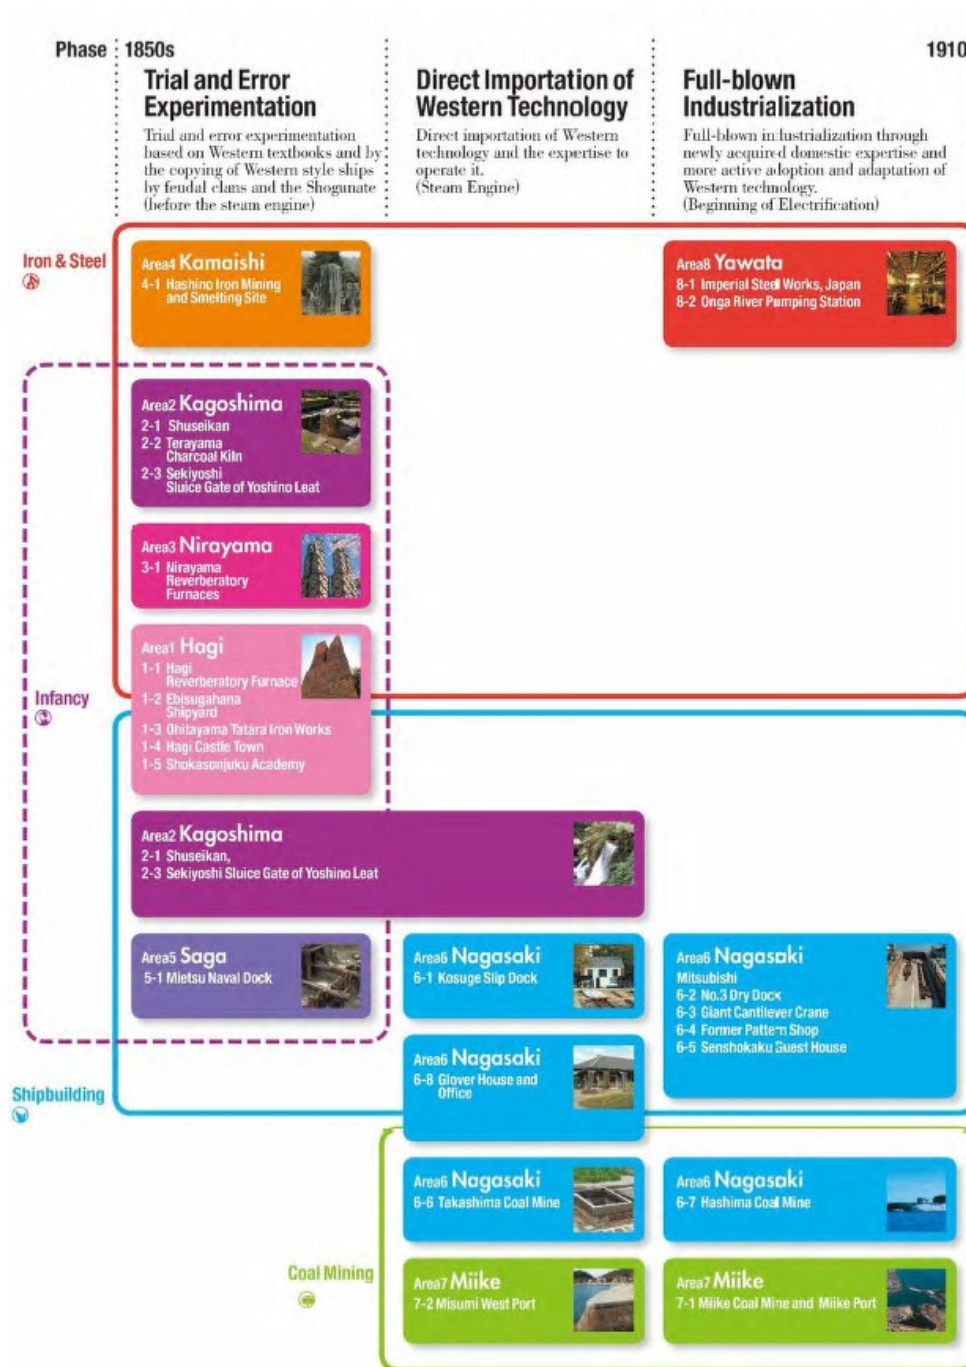 Phase 1850s 1910
Trial and Error
Experimentation
Trial and error experimentation
based on Western textbooks and by
the copying of Western style ships
by feudal clans and the Shogunate
(before the steam engine)
Direct Importation of
Western Technology
Direct importation of Western
technology and the expertise to
operate it.
(Steam Engine)
Full-blown
Industrialization
Full-blown industrialization through
newly acquired domestic expertise and
more active adoption and adaptation of
Western technology.
(Beginning of Electrification)
Iron & Steel
Area4 Kamaishi
4-1 Hashino Iron Mining
and Smelting Site
Area8 Yawata
8-1 Imperial Steel Works, Japan
8-2 Onga River Pumping Station
Area2 Kagoshima
2-1 Shuseikan
2-2 Terayama
Charcoal Kiln
2-3 Sekiyoshi
Sluice Gate of Yoshino Leat
Area3 Nirayama
3-1 Nirayama
Reverberatory
Furnaces
Infancy
Area1 Hagi
1-1 Hagi
Reverberatory Furnace
1-2 Ebisugahana
Shipyard
1-3 Ohitayama Tatara Iron Works
1-4 Hagi Castle Town
1-5 Shokasonjuku Academy
Area2 Kagoshima
2-1 Shuseikan,
2-3 Sekiyoshi Sluice Gate of Yoshino Leat
Area5 Saga
5-1 Mietsu Naval Dock
Area6 Nagasaki
6-1 Kosuge Slip Dock
Area6 Nagasaki
Mitsubishi
6-2 No.3 Dry Dock
6-3 Giant Cantilever Crane
6-4 Former Pattern Shop
6-5 Senshokaku Guest House
Shipbuilding
Area6 Nagasaki
6-8 Glover House and
Office
Area6 Nagasaki
6-6 Takashima Coal Mine
Area6 Nagasaki
6-7 Hashima Coal Mine
Coal Mining
Area7 Miike
7-2 Misumi West Port
Area7 Miike
7-1 Miike Coal Mine and Miike Port